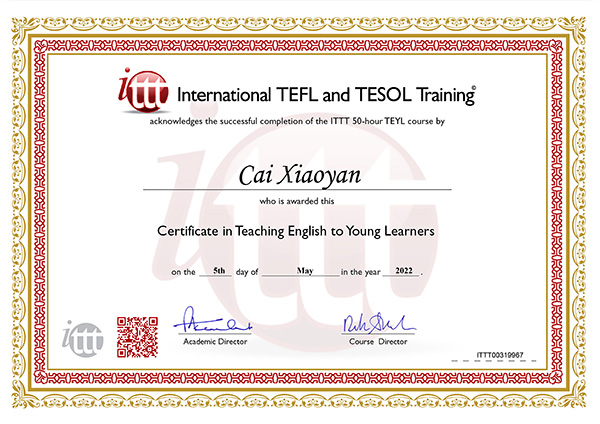 ittt International TEFL and TESOL Training©
acknowledges the successful completion of the ITTT 50-hour TEYL course by
Cai Xiaoyan
who is awarded this
Certificate in Teaching English to Young Learners
on the 5th day of May in the year 2022 .
ittt
Academic Director
Course Director
ITTT00319967